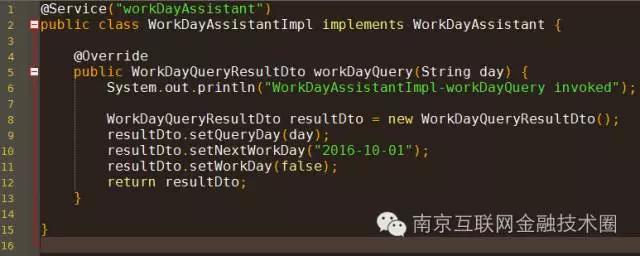 1 @Service("workDayAssistant")
2 public class WorkDayAssistantImpl implements WorkDayAssistant {
3
4     @Override
5     public WorkDayQueryResultDto workDayQuery(String day) {
6         System.out.println("WorkDayAssistantImpl-workDayQuery invoked");
7
8         WorkDayQueryResultDto resultDto = new WorkDayQueryResultDto();
9         resultDto.setQueryDay(day);
10         resultDto.setNextWorkDay("2016-10-01");
11         resultDto.setWorkDay(false);
12         return resultDto;
13     }
14
15 }
16
南京互联网金融技术圈